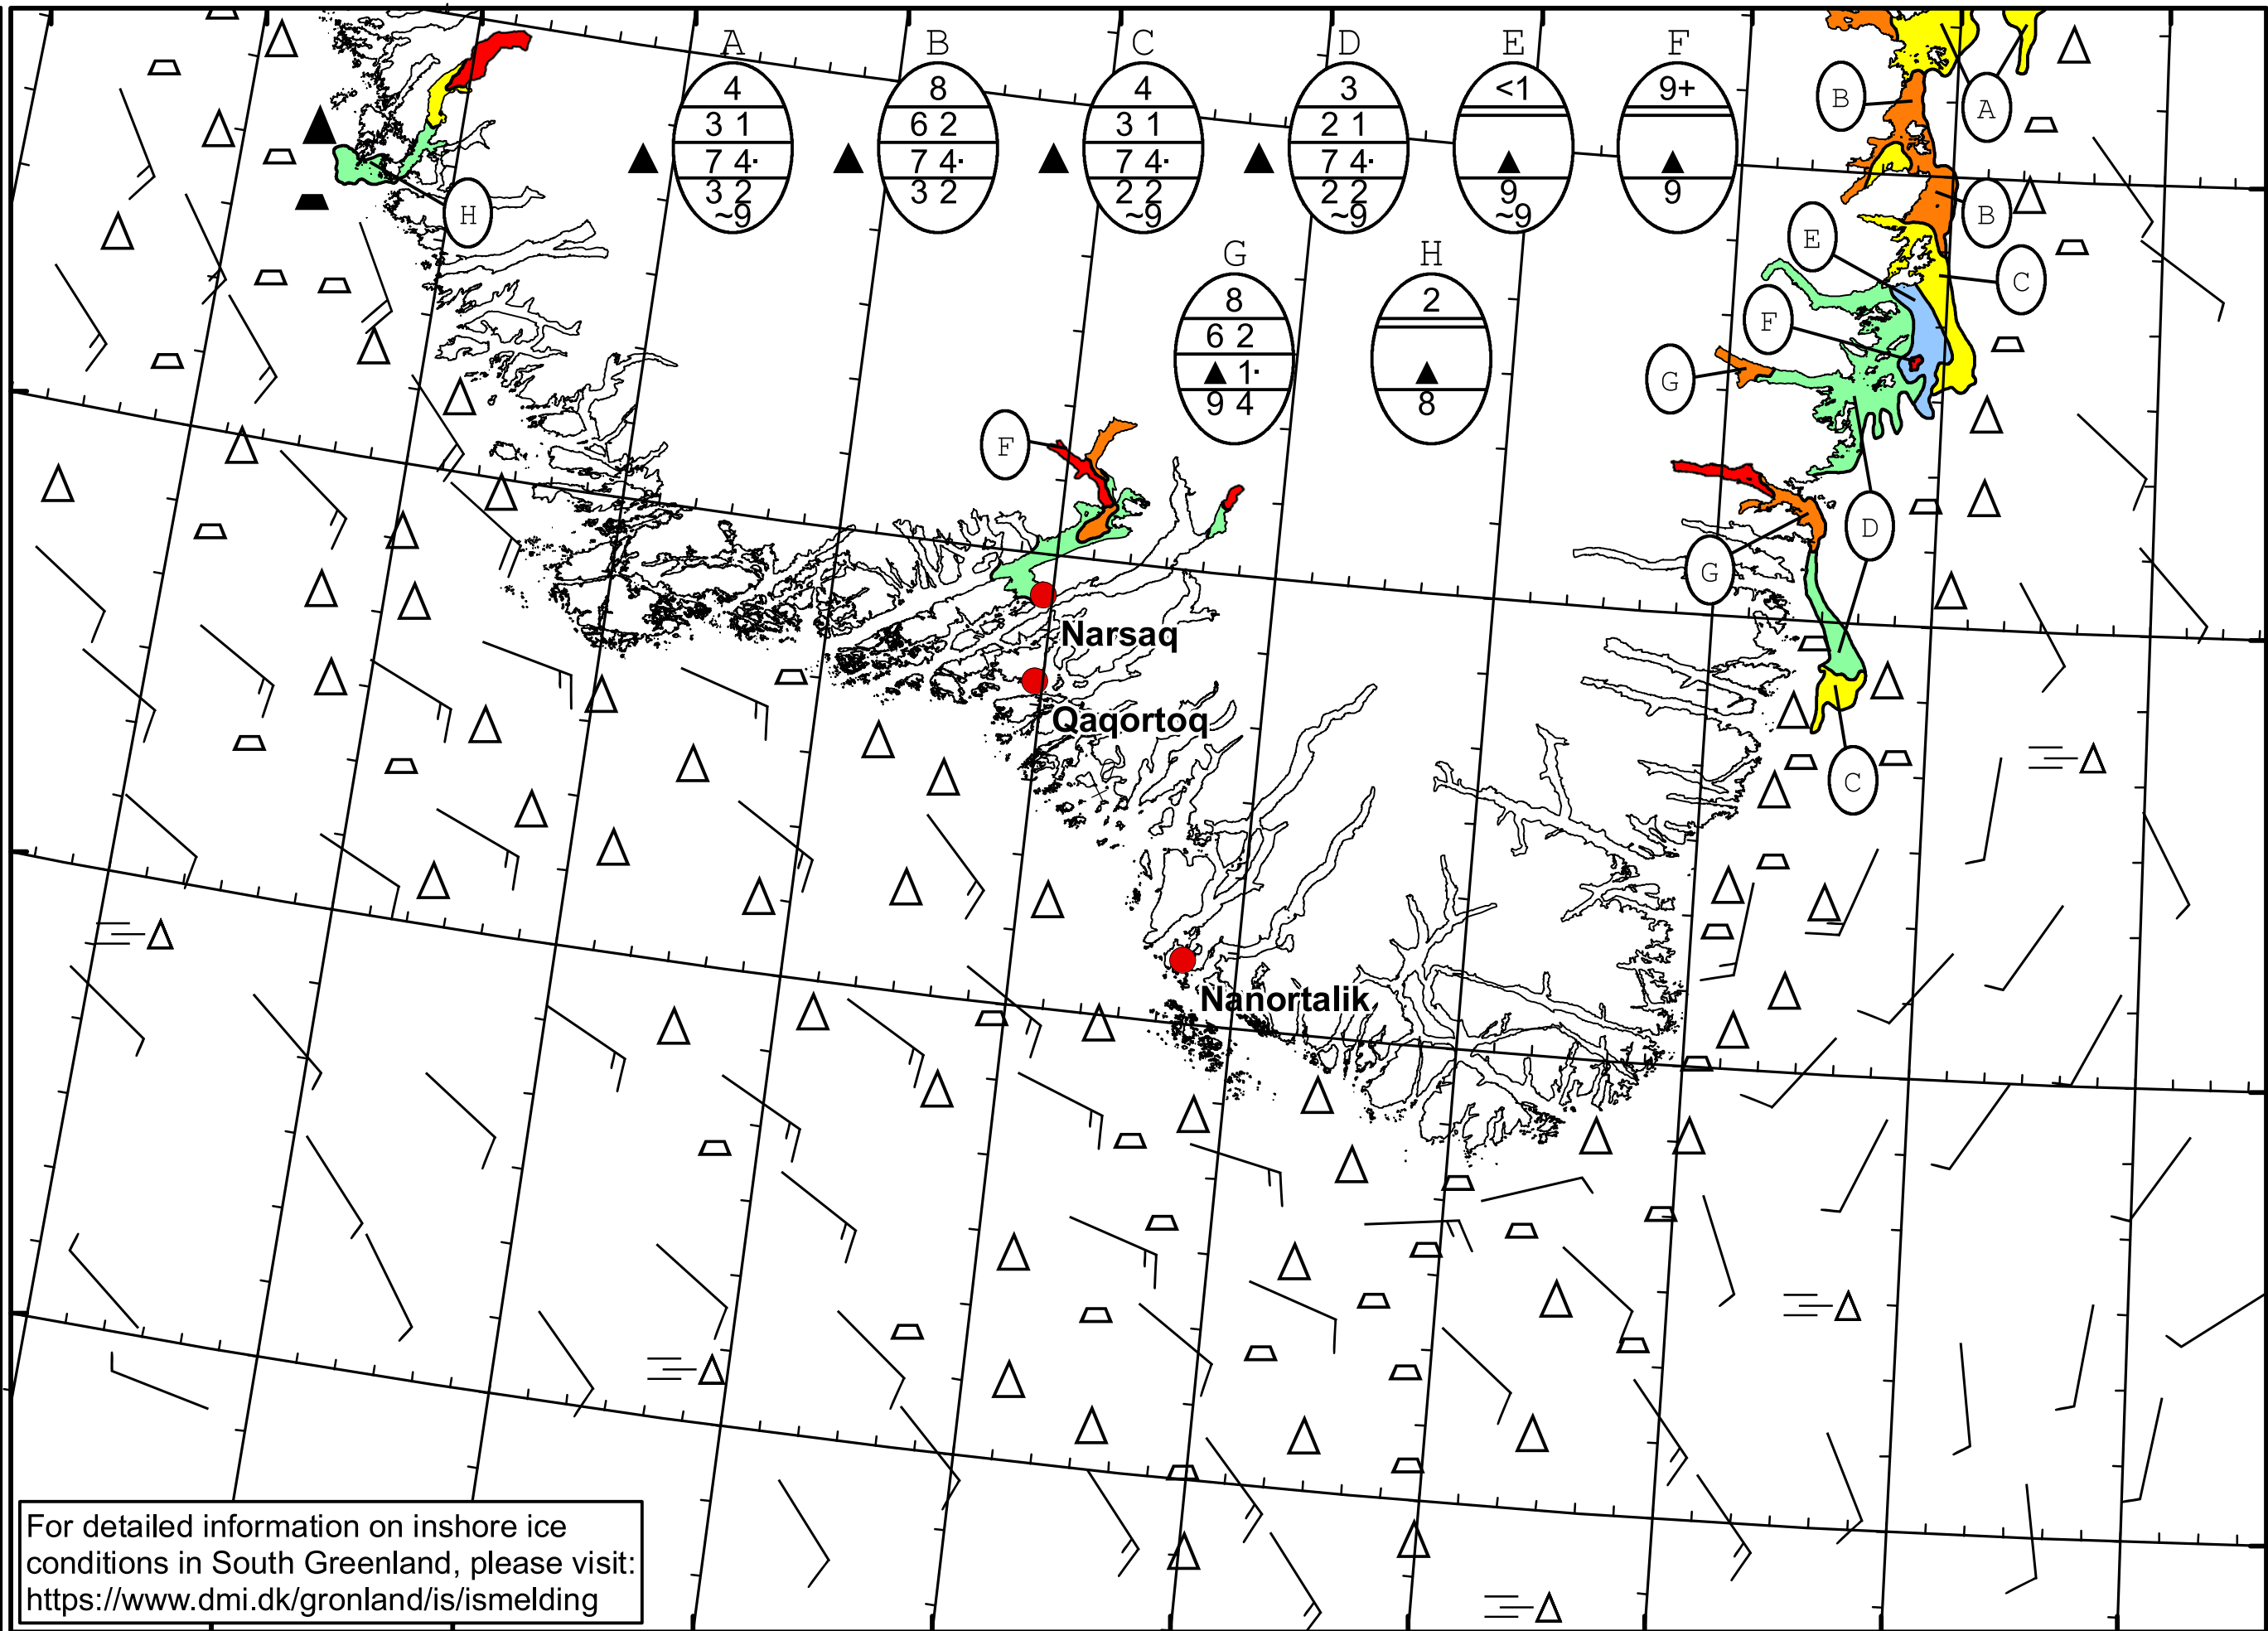 A B C D E F
4 8 4 3 <1 9+
3 1 6 2 3 1 2 1
7 4· 7 4· 7 4· 7 4·
3 2 3 2 2 2 2 2 9 9
~9 ~9 ~9 ~9
G H
8 2
6 2
1·
9 4 8
A
B
H
B
E
C
F
G
F
D
G
C
Narsaq
Qaqortoq
Nanortalik
For detailed information on inshore ice
conditions in South Greenland, please visit:
https://www.dmi.dk/gronland/is/ismelding